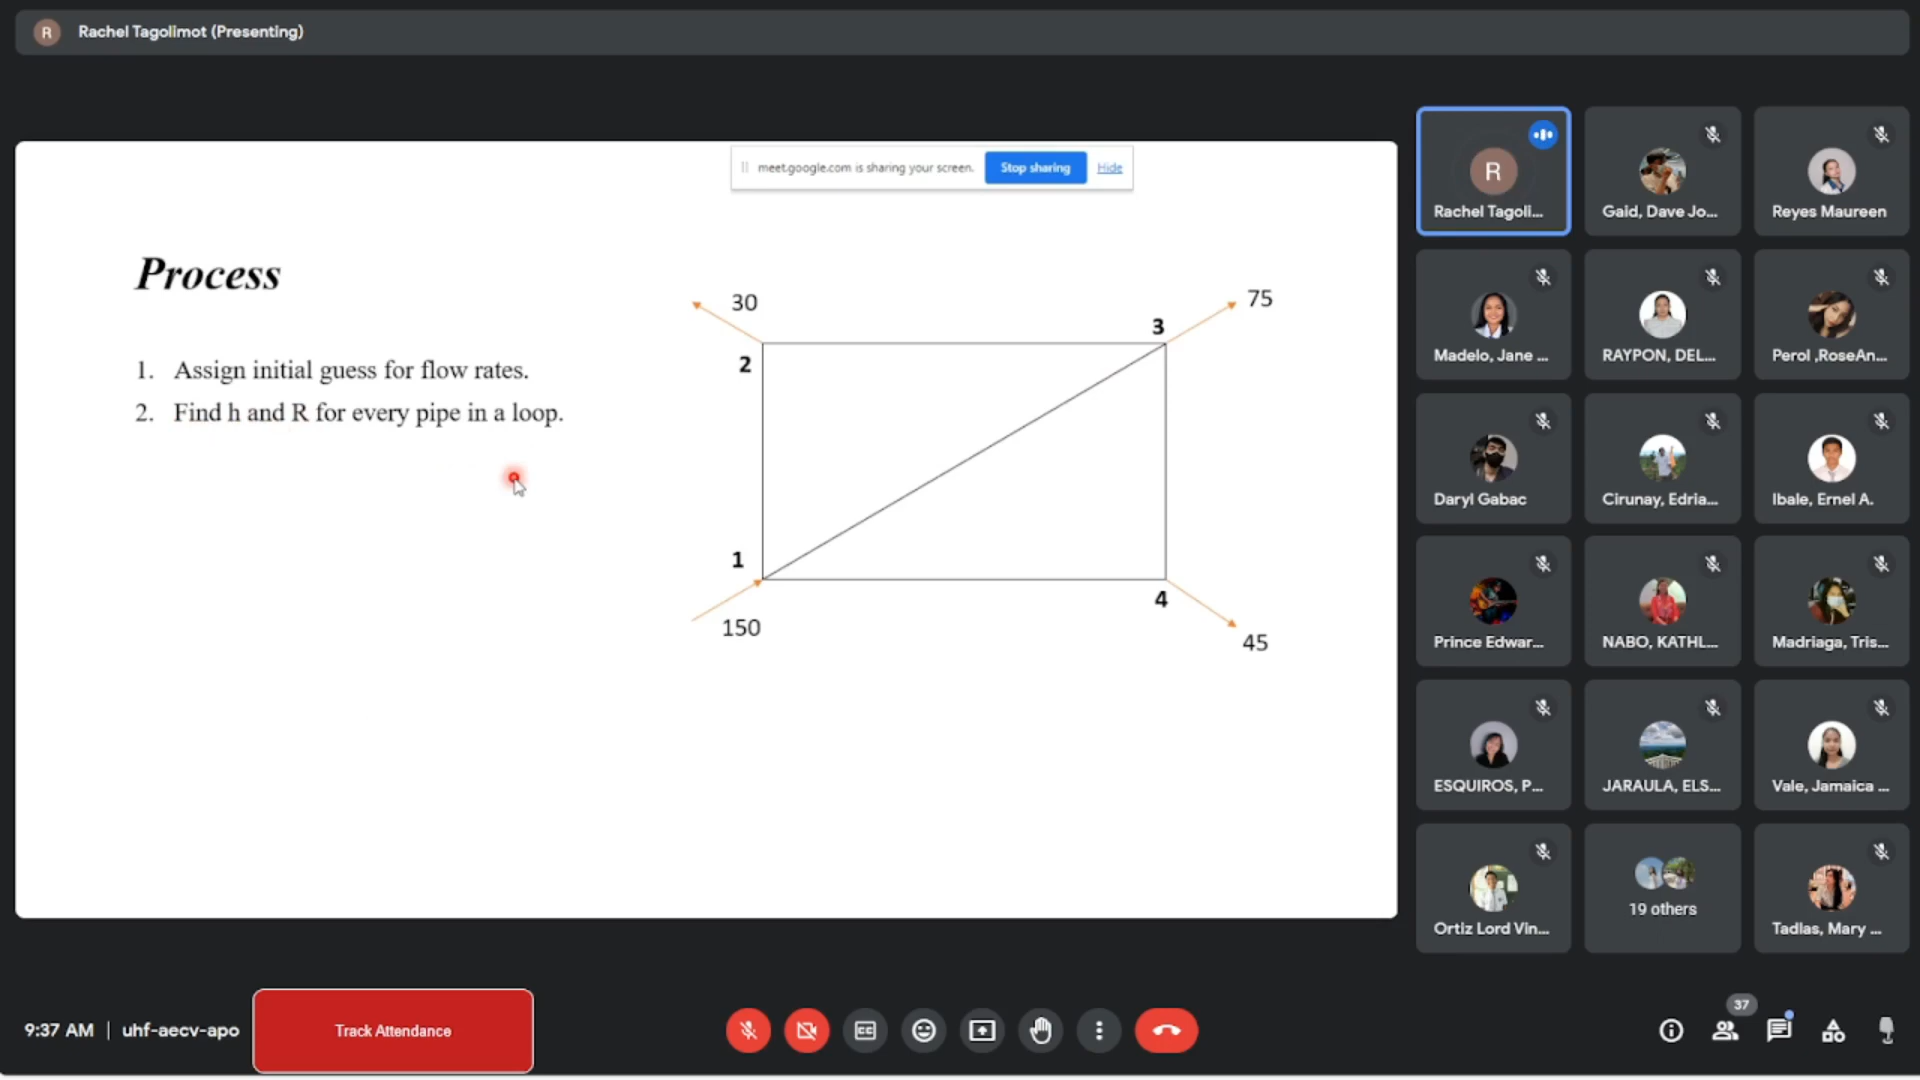 R
Rachel Tagolimot (Presenting)
meet.google.com is sharing your screen.
Stop sharing
Hide
Process
1. Assign initial guess for flow rates.
2. Find h and R for every pipe in a loop.
30
75
3
2
1
4
150
45
R
Rachel Tagoli...
Gaid, Dave Jo...
Reyes Maureen
Madelo, Jane ...
RAYPON, DEL...
Perol ,RoseAn...
Daryl Gabac
Cirunay, Edria...
Ibale, Ernel A.
Prince Edwar...
NABO, KATHL...
Madriaga, Tris...
ESQUIROS, P...
JARAULA, ELS...
Vale, Jamaica ...
Ortiz Lord Vin...
19 others
Tadlas, Mary ...
9:37 AM | uhf-aecv-apo
Track Attendance
CC
37